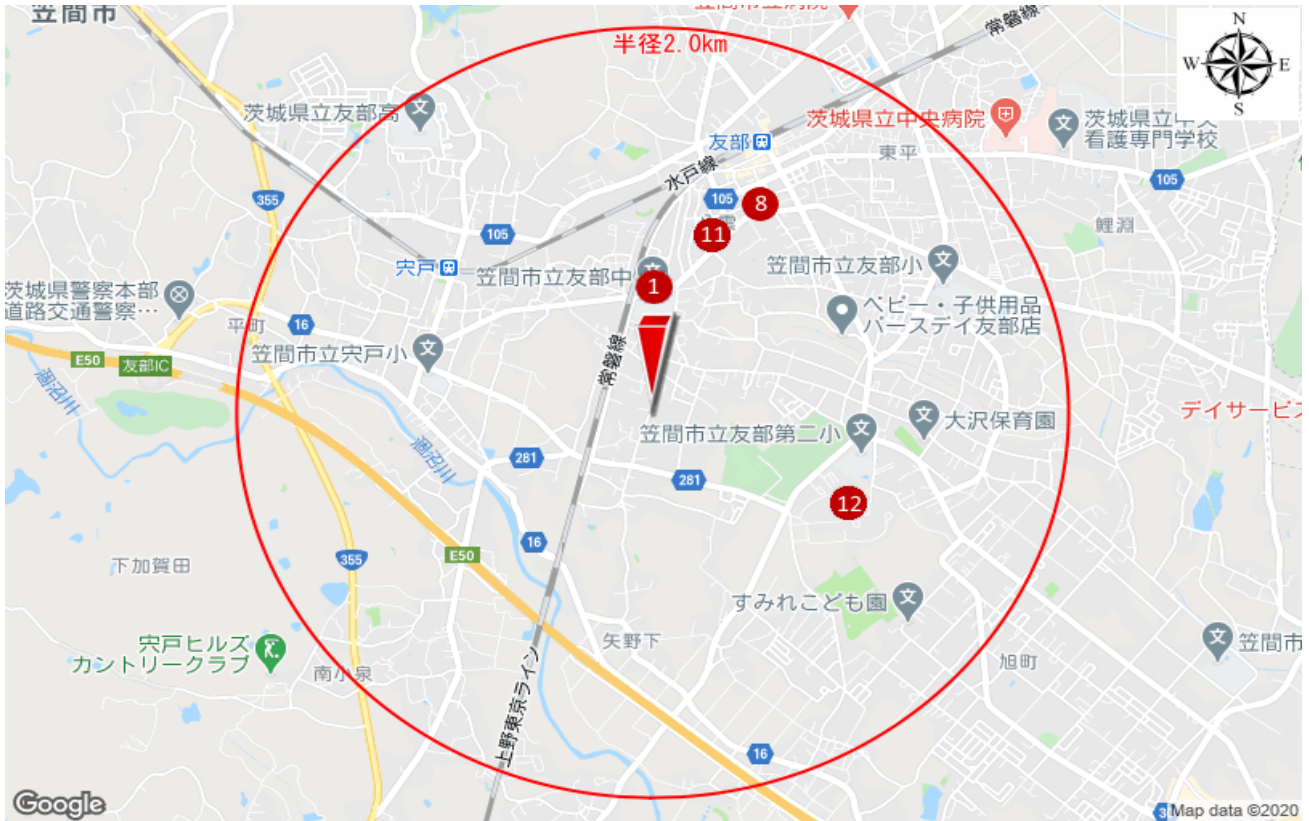 笠間市
常磐線
N
W
E
S
半径2.0km
茨城県立友部高
茨城県立中央病院
茨城県立中央
看護専門学校
友部
東平
水戸線
105
355
105
8
105
鯉淵
11
宍戸
笠間市立友部中
笠間市立友部小
1
茨城県警察本部
道路交通警察…
平町
16
ベビー・子供用品
バースデイ友部店
笠間市立宍戸小
E50
友部IC
常磐線
涸沼川
デイサービス
笠間市立友部第二小
大沢保育園
涸沼川
281
281
12
16
E50
355
下加賀田
すみれこども園
宍戸ヒルズ
カントリークラブ
矢野下
笠間市
南小泉
旭町
上野東京ライン
16
Google
Map data ©2020